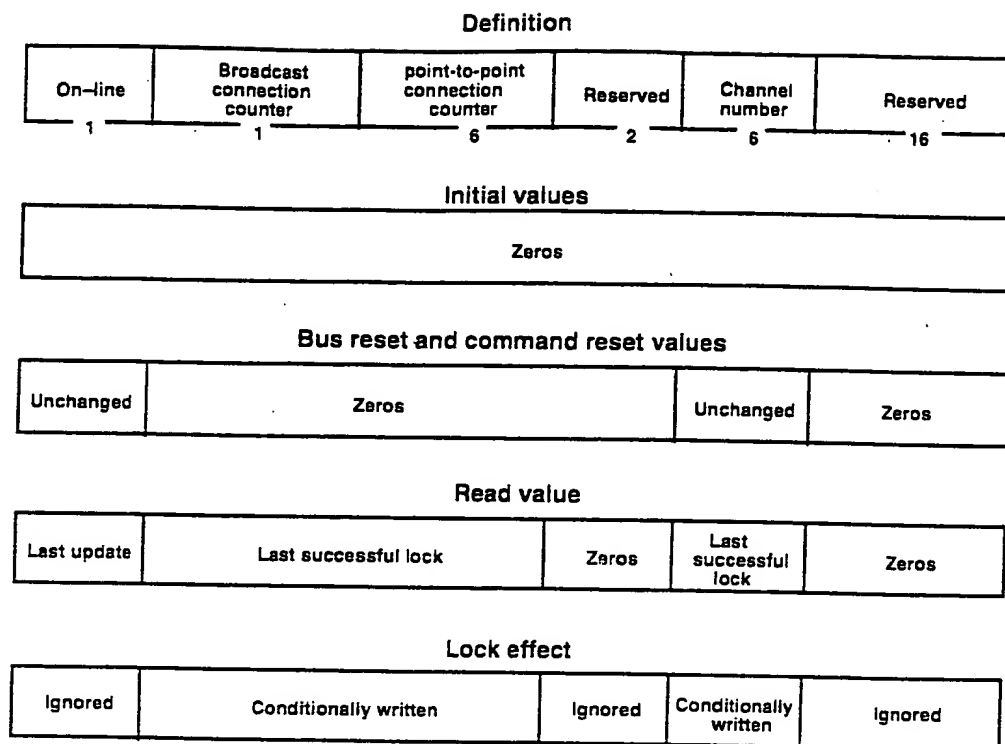 Definition
On–line
Broadcast
connection
counter
point-to-point
connection
counter
Reserved
Channel
number
Reserved
1
1
6
2
6
16
Initial values
Zeros
Bus reset and command reset values
Unchanged
Zeros
Unchanged
Zeros
Read value
Last update
Last successful lock
Zeros
Last
successful
lock
Zeros
Lock effect
Ignored
Conditionally written
Ignored
Conditionally
written
Ignored